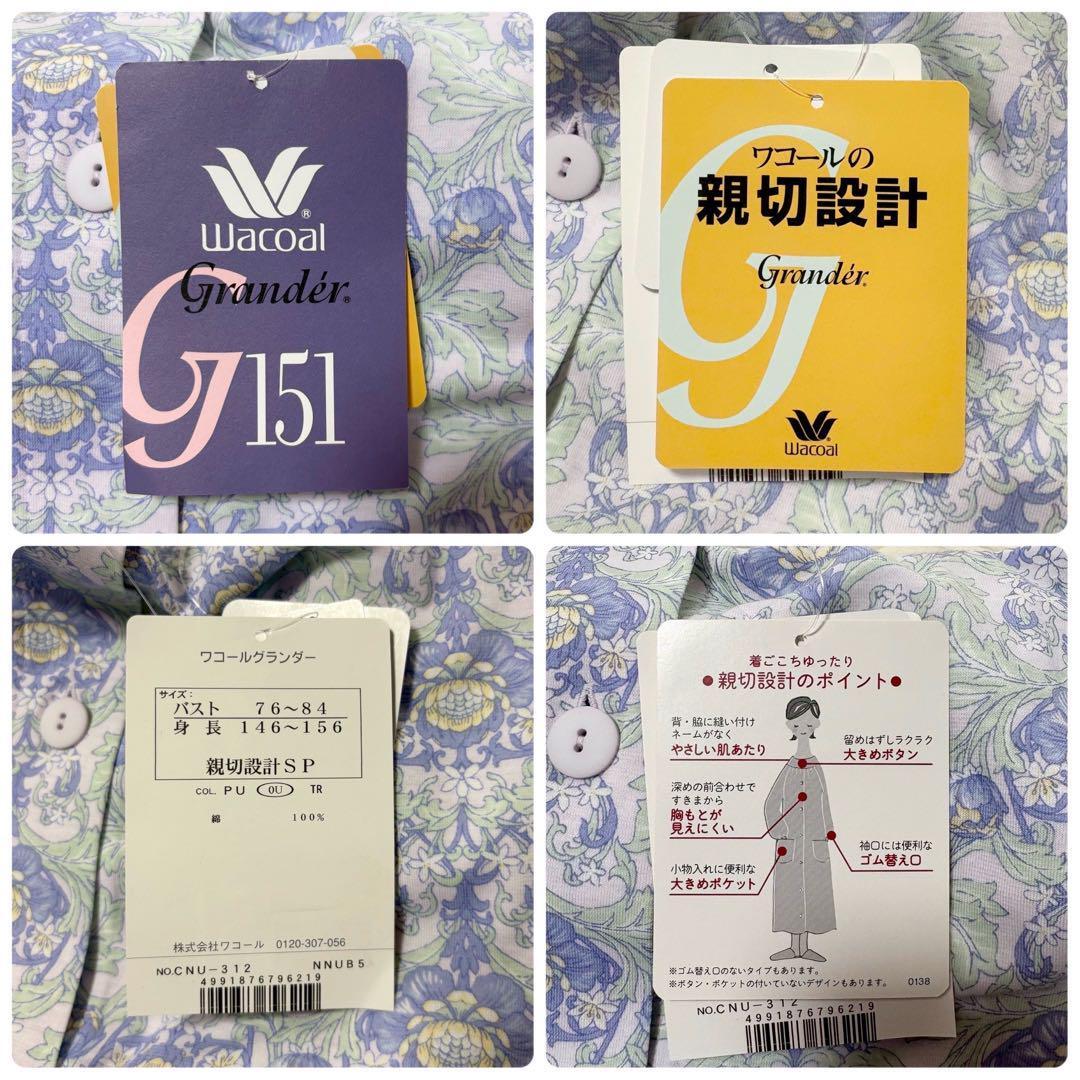 Wacoal®
Grandér®
G151
ワコールの
親切設計
Grandér®
G
Wacoal®
ワコールグランダー
サイズ:
バスト 76~84
身長 146~156
親切設計SP
COL. PU 0U TR
綿 100%
株式会社ワコール 0120-307-056
NO.CNU-312 NNUB5
4991876796219
着ごこちゆったり
●親切設計のポイント●
背・脇に縫い付け
ネームがなく
やさしい肌あたり
留めはずしラクラク
大きめボタン
深めの前合わせで
すきまから
胸もとが
見えにくい
袖口には便利な
ゴム替え口
小物入れに便利な
大きめポケット
※ゴム替え口のないタイプもあります。
※ボタン・ポケットの付いていないデザインもあります。 0138
NO.CNU-312
4991876796219